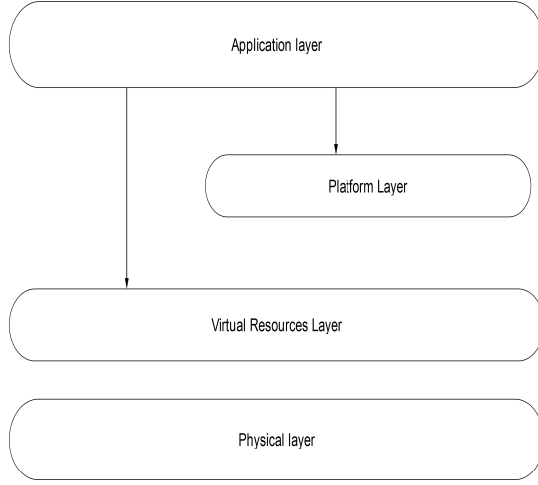 Application layer
Platform Layer
Virtual Resources Layer
Physical layer